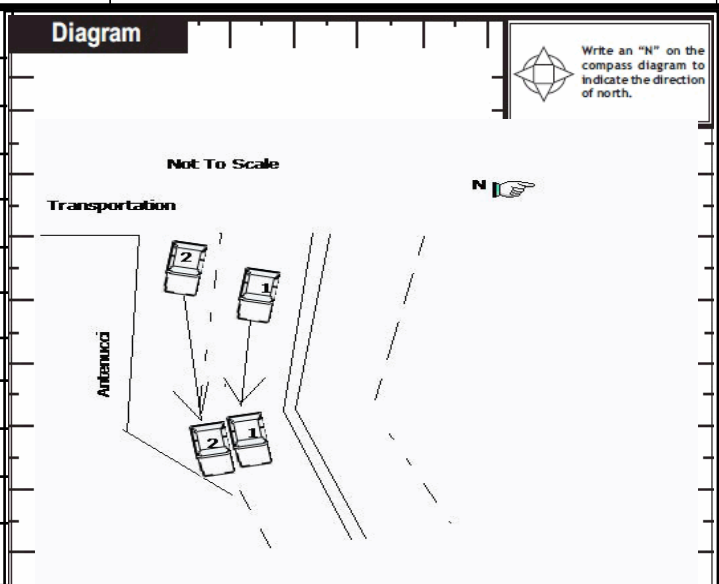 Diagram
Write an “N” on the
compass diagram to
indicate the direction
of north.
Not To Scale
N
Transportation
2
1
Antenucci
2
1